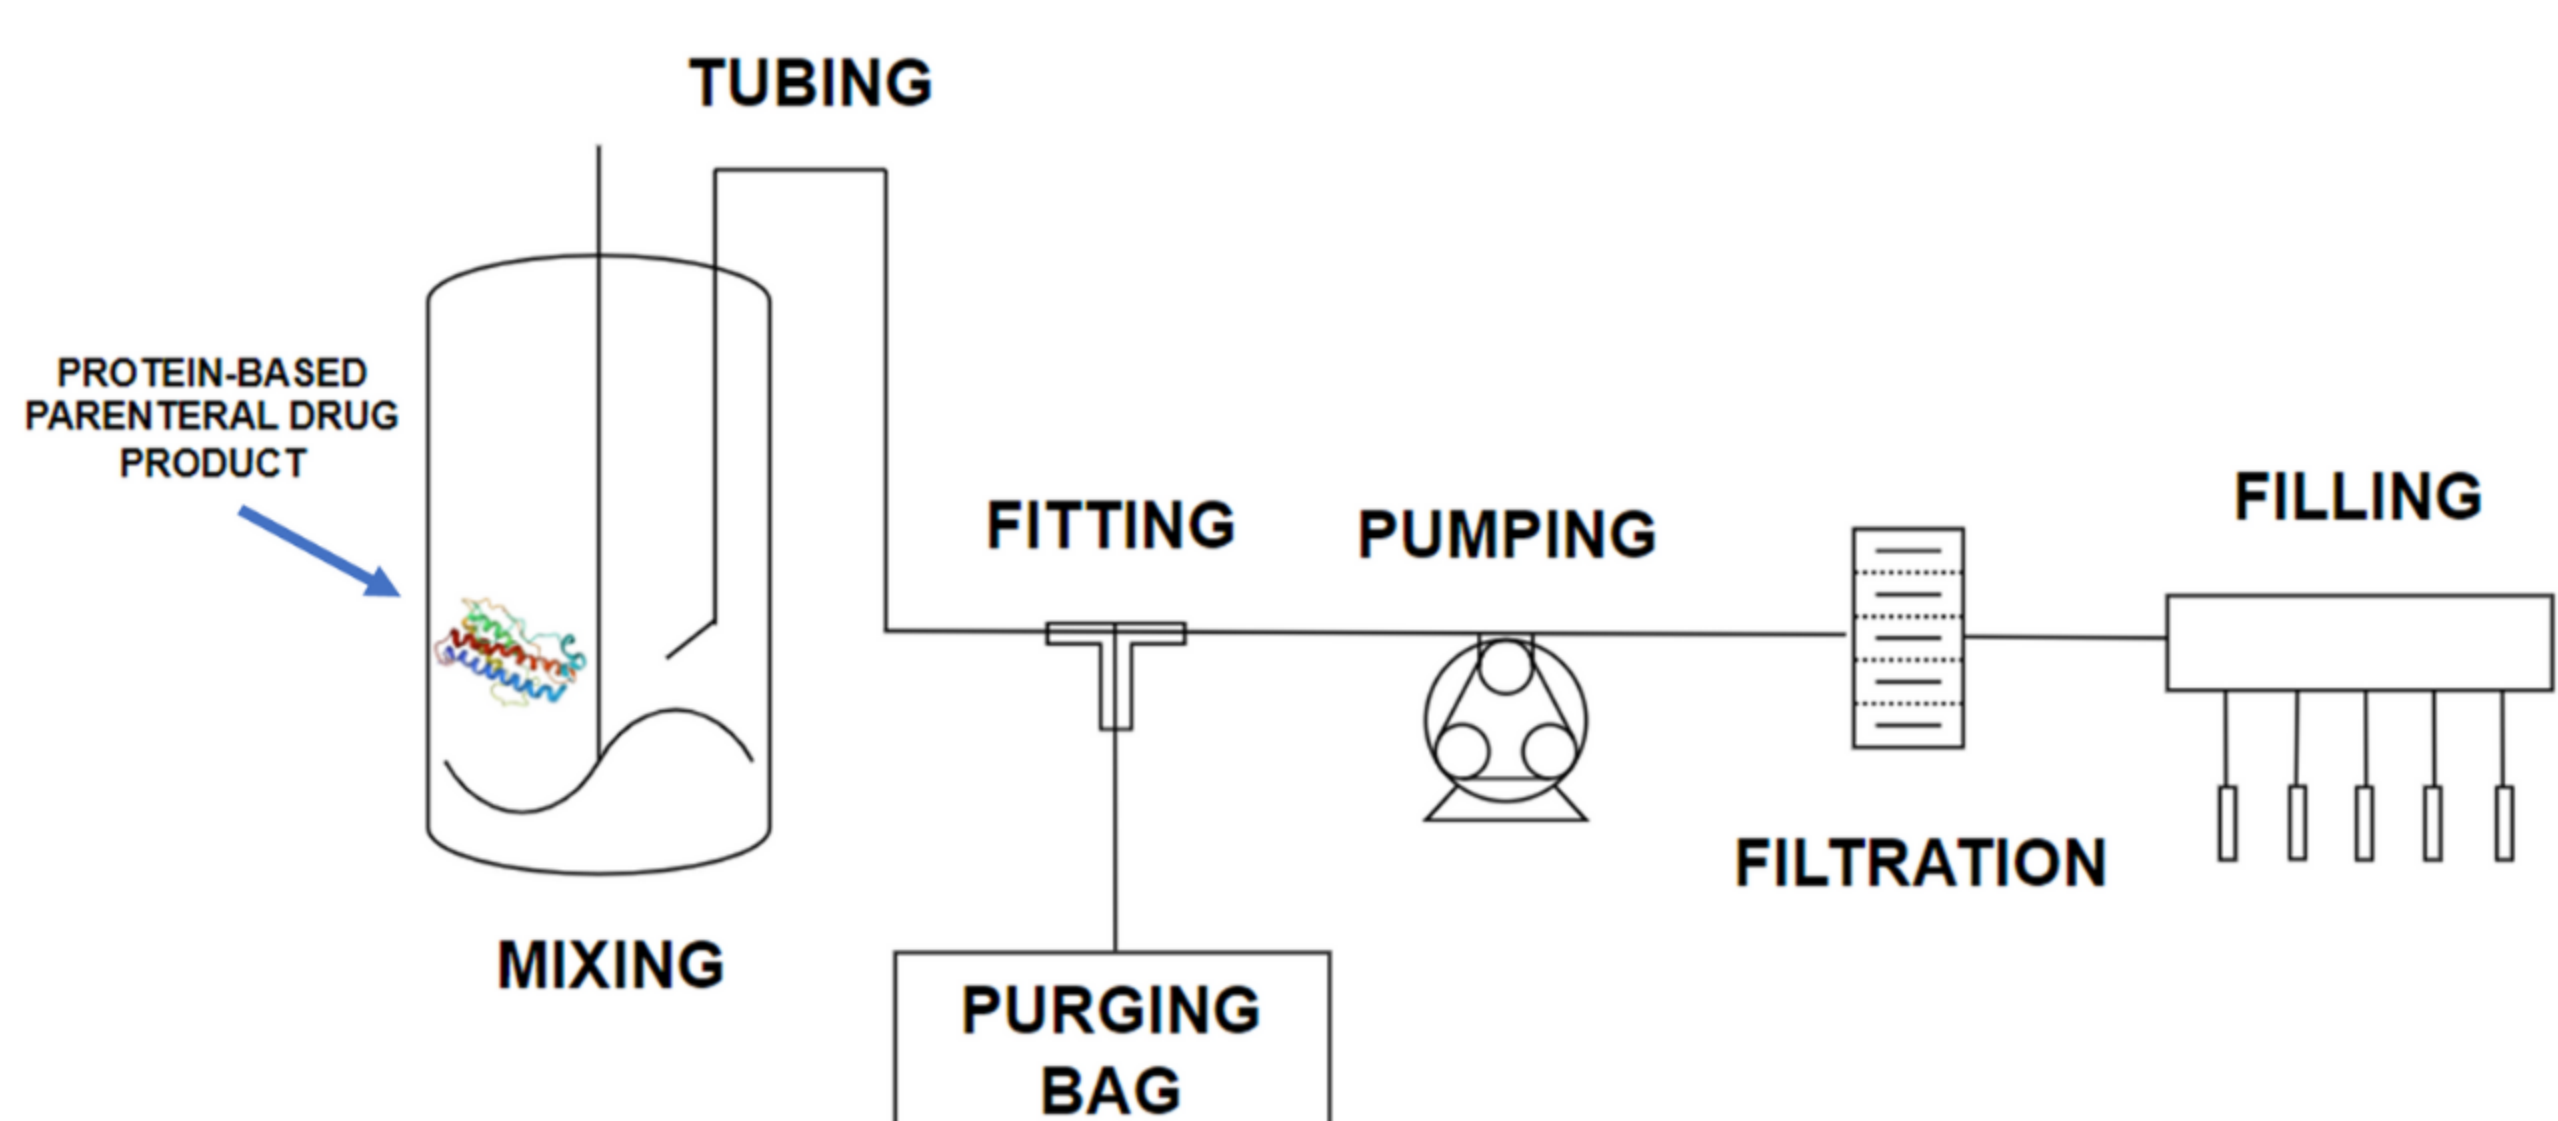 TUBING
PROTEIN-BASED
PARENTERAL DRUG
PRODUCT
FITTING
PUMPING
FILLING
FILTRATION
MIXING
PURGING
BAG